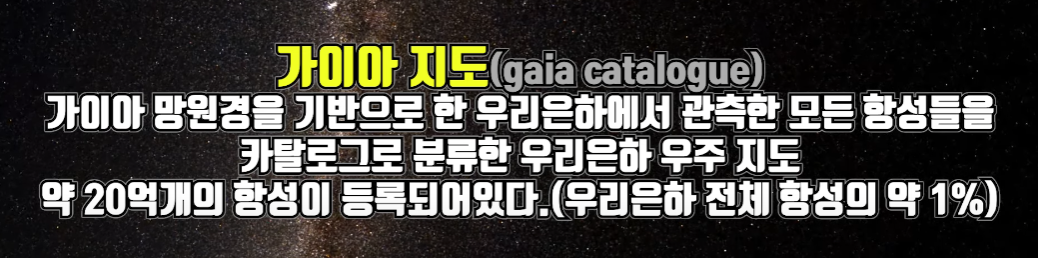 가이아 지도(gaia catalogue)
가이아 망원경을 기반으로 한 우리은하에서 관측한 모든 항성들을
카탈로그로 분류한 우리은하 우주 지도
약 20억개의 항성이 등록되어있다.(우리은하 전체 항성의 약 1%)